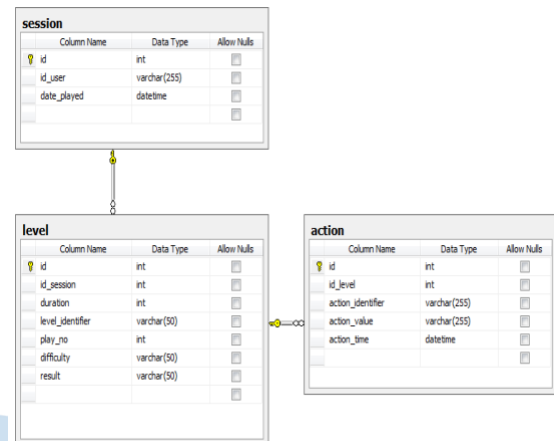 session
Column Name Data Type Allow Nulls
id int
id_user varchar(255)
date_played datetime
level
Column Name Data Type Allow Nulls
id int
id_session int
duration int
level_identifier varchar(50)
play_no int
difficulty varchar(50)
result varchar(50)
action
Column Name Data Type Allow Nulls
id int
id_level int
action_identifier varchar(255)
action_value varchar(255)
action_time datetime